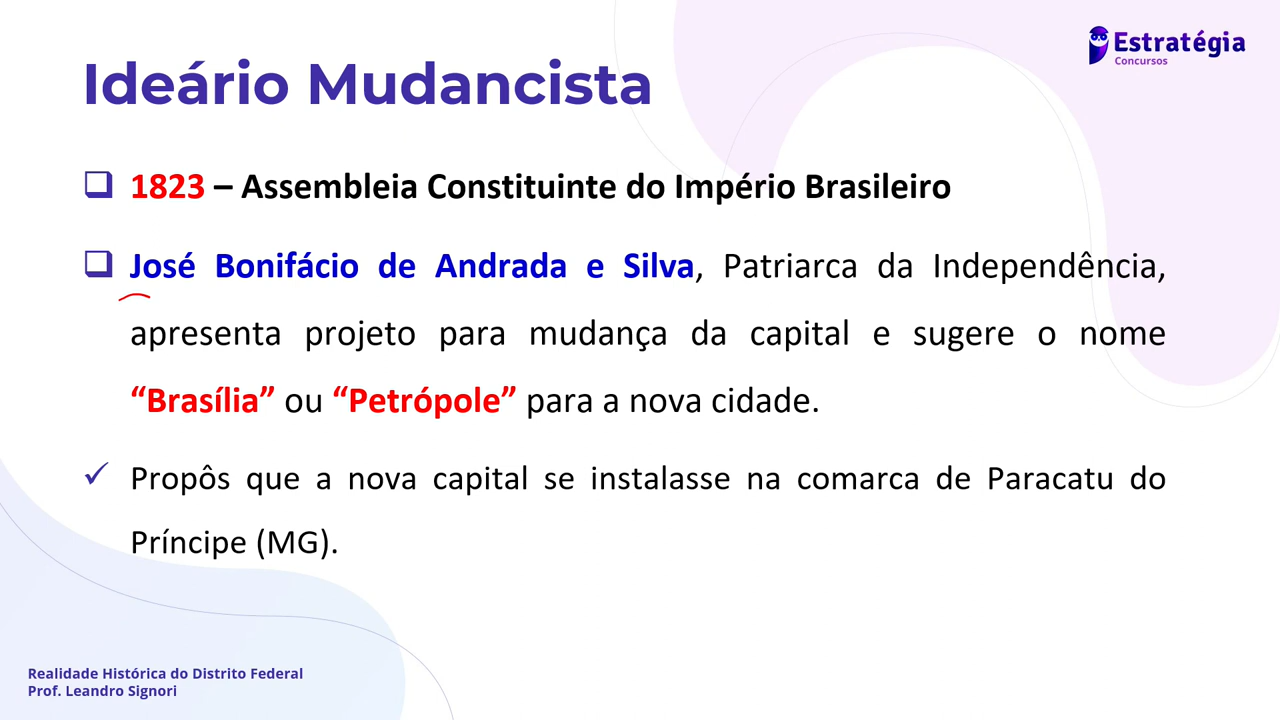 Estratégia
Concursos
Ideário Mudancista
1823 – Assembleia Constituinte do Império Brasileiro
José Bonifácio de Andrada e Silva, Patriarca da Independência,
apresenta projeto para mudança da capital e sugere o nome
“Brasília” ou “Petrópole” para a nova cidade.
Propôs que a nova capital se instalasse na comarca de Paracatu do
Príncipe (MG).
Realidade Histórica do Distrito Federal
Prof. Leandro Signori